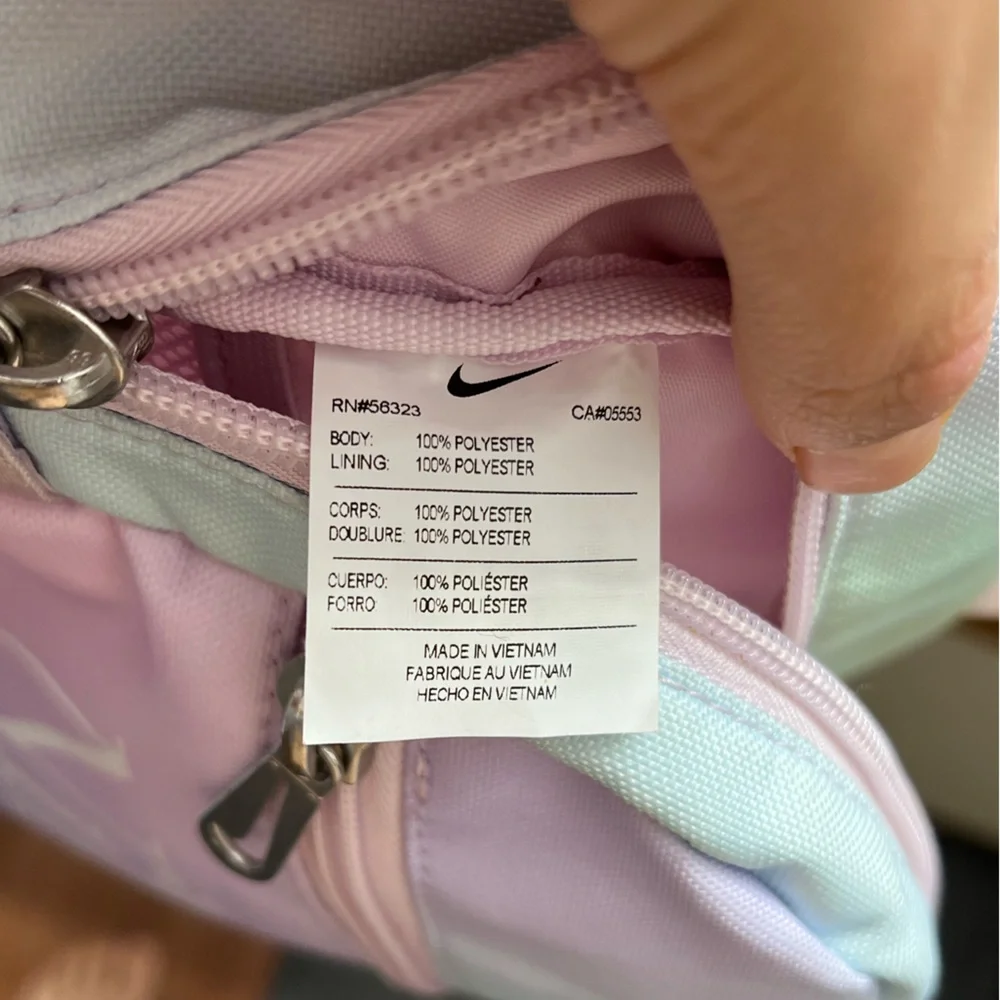 RN#56323 CA#05553
BODY: 100% POLYESTER
LINING: 100% POLYESTER
CORPS: 100% POLYESTER
DOUBLURE: 100% POLYESTER
CUERPO: 100% POLIÉSTER
FORRO 100% POLIÉSTER
MADE IN VIETNAM
FABRIQUE AU VIETNAM
HECHO EN VIETNAM